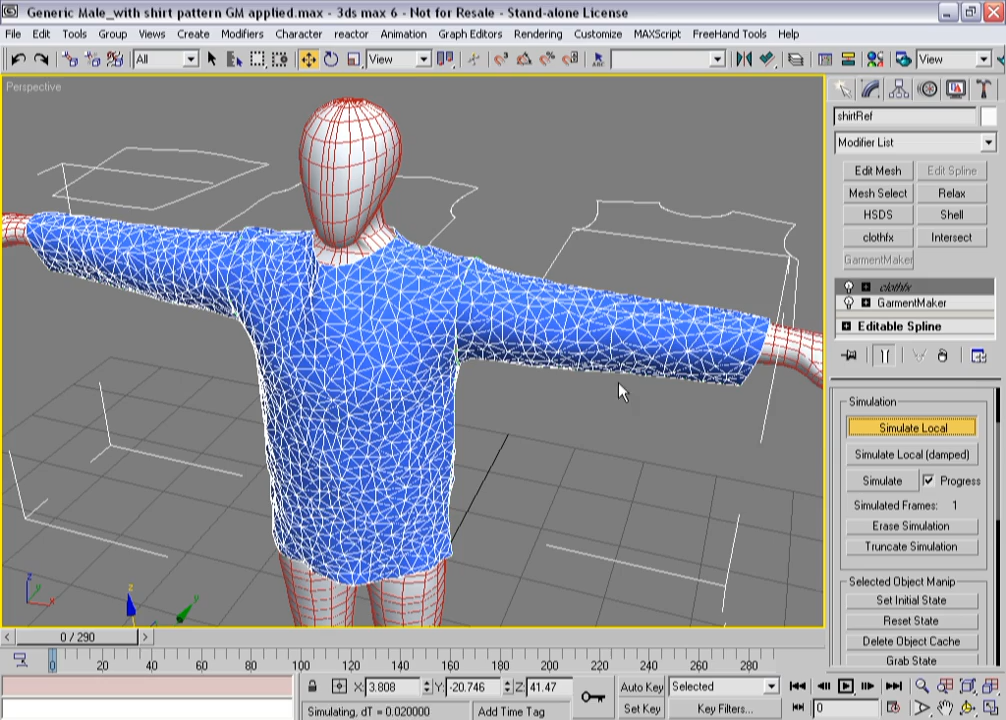 Generic Male_with shirt pattern GM applied.max - 3ds max 6 - Not for Resale - Stand-alone License
File Edit Tools Group Views Create Modifiers Character reactor Animation Graph Editors Rendering Customize MAXScript FreeHand Tools Help
All View View
Perspective
shirtRef
Modifier List
Edit Mesh Edit Spline
Mesh Select Relax
HSDS Shell
clothfx Intersect
GarmentMaker
clothfx
GarmentMaker
Editable Spline
Simulation
Simulate Local
Simulate Local (damped)
Simulate Progress
Simulated Frames: 1
Erase Simulation
Truncate Simulation
Selected Object Manip
Set Initial State
Reset State
Delete Object Cache
Grab State
z y x
z y
< 0 / 290 >
0 20 40 60 80 100 120 140 160 180 200 220 240 260 280
X: 3.808 Y: -20.746 Z: 41.47 Auto Key Selected
Simulating, dT = 0.020000 Add Time Tag Set Key Key Filters... 0